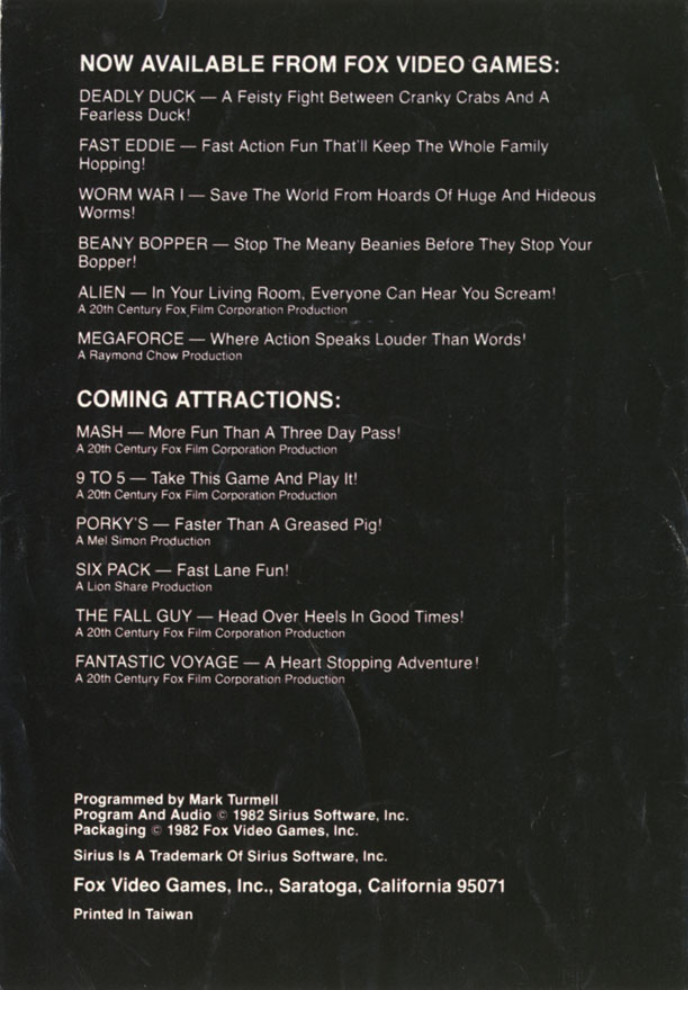 NOW AVAILABLE FROM FOX VIDEO GAMES:
DEADLY DUCK — A Feisty Fight Between Cranky Crabs And A
Fearless Duck!
FAST EDDIE — Fast Action Fun That'll Keep The Whole Family
Hopping!
WORM WAR I — Save The World From Hoards Of Huge And Hideous
Worms!
BEANY BOPPER — Stop The Meany Beanies Before They Stop Your
Bopper!
ALIEN — In Your Living Room, Everyone Can Hear You Scream!
A 20th Century Fox Film Corporation Production
MEGAFORCE — Where Action Speaks Louder Than Words!
A Raymond Chow Production
COMING ATTRACTIONS:
MASH — More Fun Than A Three Day Pass!
A 20th Century Fox Film Corporation Production
9 TO 5 — Take This Game And Play It!
A 20th Century Fox Film Corporation Production
PORKY'S — Faster Than A Greased Pig!
A Mel Simon Production
SIX PACK — Fast Lane Fun!
A Lion Share Production
THE FALL GUY — Head Over Heels In Good Times!
A 20th Century Fox Film Corporation Production
FANTASTIC VOYAGE — A Heart Stopping Adventure!
A 20th Century Fox Film Corporation Production
Programmed by Mark Turmell
Program And Audio © 1982 Sirius Software, Inc.
Packaging © 1982 Fox Video Games, Inc.
Sirius Is A Trademark Of Sirius Software, Inc.
Fox Video Games, Inc., Saratoga, California 95071
Printed In Taiwan